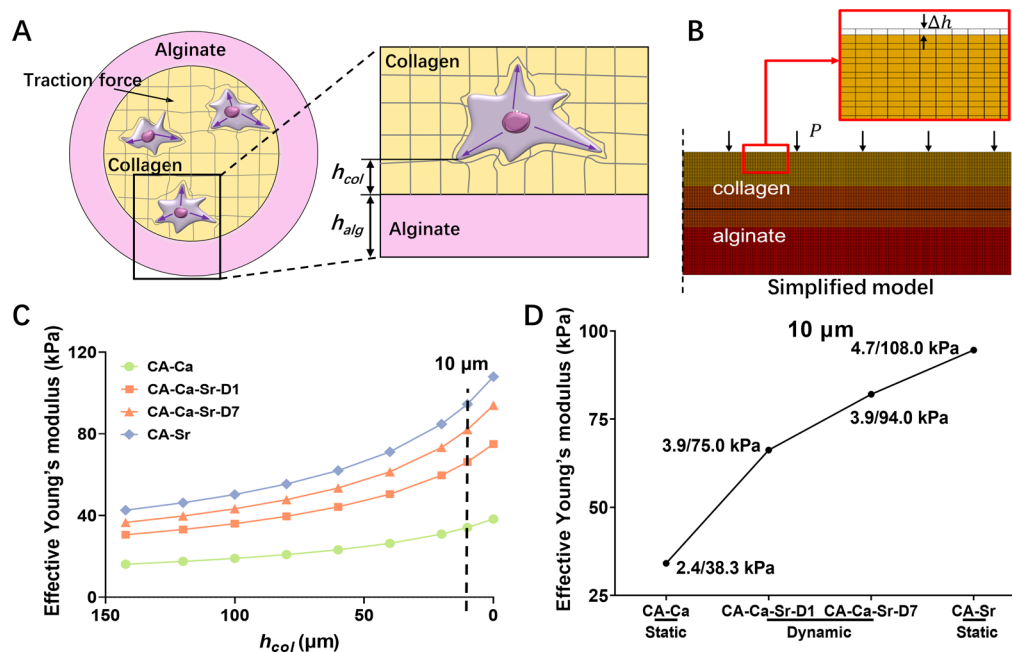 A
Alginate
Traction force
Collagen
Collagen
h_col
h_alg
Alginate
B
Δh
P
collagen
alginate
Simplified model
C
Effective Young's modulus (kPa)
120
80
40
0
150
100
50
0
h_col (μm)
CA-Ca
CA-Ca-Sr-D1
CA-Ca-Sr-D7
CA-Sr
10 μm
D
Effective Young's modulus (kPa)
100
75
50
25
10 μm
4.7/108.0 kPa
3.9/75.0 kPa
3.9/94.0 kPa
2.4/38.3 kPa
CA-Ca
CA-Ca-Sr-D1
CA-Ca-Sr-D7
CA-Sr
Static
Dynamic
Static